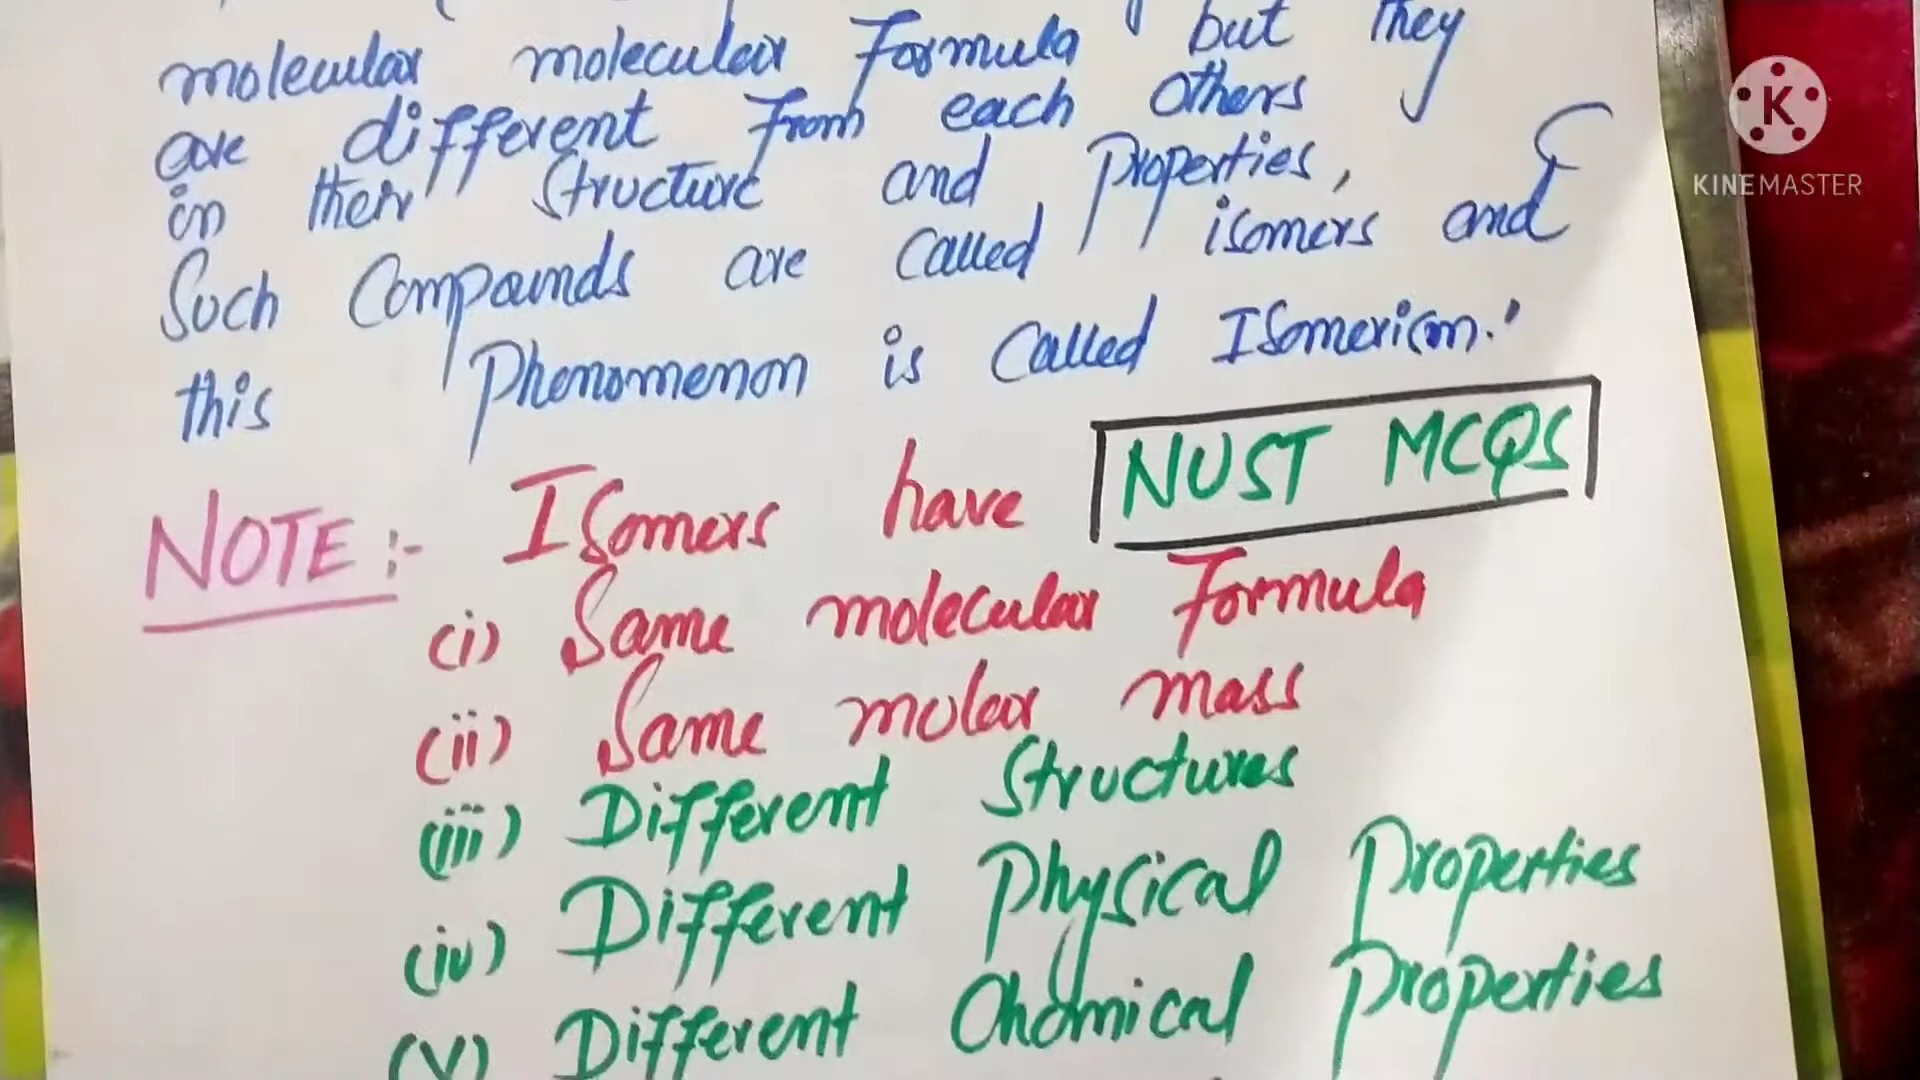 molecular molecular Formula but they
are different From each others
in their Structure and Properties,
Such Compounds are Called isomers and
this Phenomenon is Called Isomerism.
NUST MCQS
NOTE:- Isomers have
(i) Same molecular Formula
(ii) Same molar mass
(iii) Different Structures
(iv) Different Physical Properties
(V) Different Chemical Properties
K
KINEMASTER